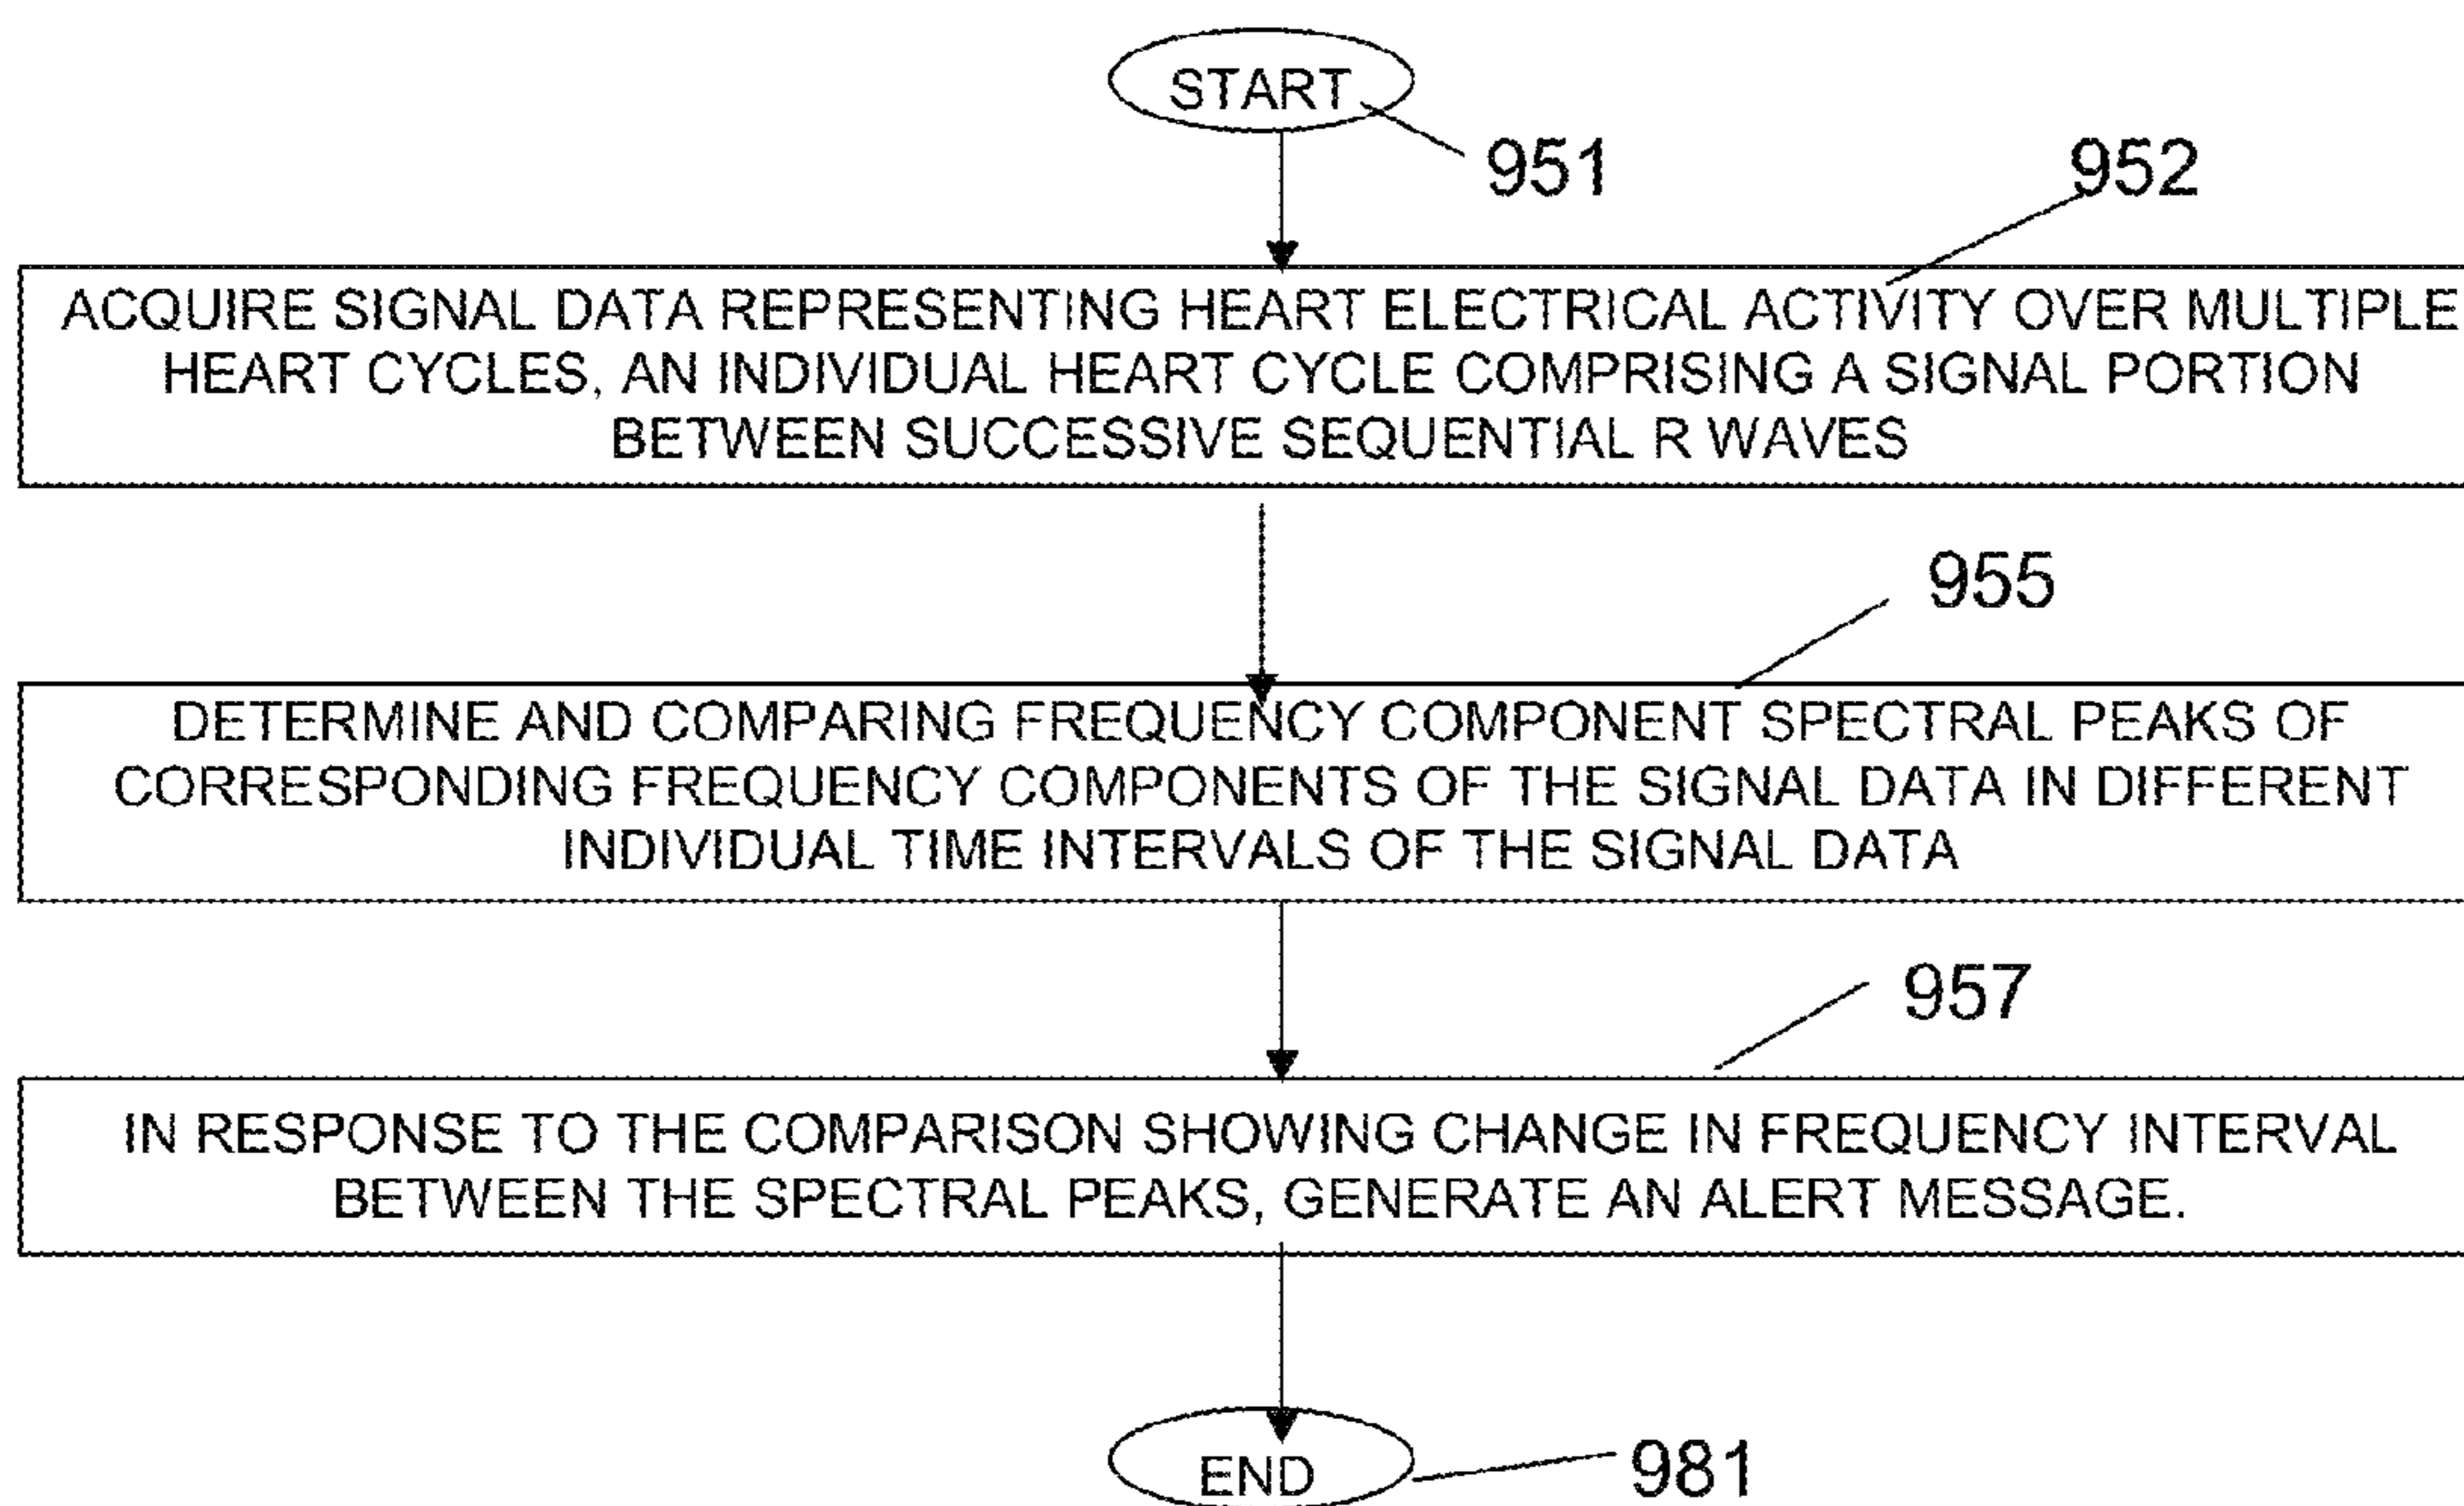 START
951
952
ACQUIRE SIGNAL DATA REPRESENTING HEART ELECTRICAL ACTIVITY OVER MULTIPLE
HEART CYCLES, AN INDIVIDUAL HEART CYCLE COMPRISING A SIGNAL PORTION
BETWEEN SUCCESSIVE SEQUENTIAL R WAVES
955
DETERMINE AND COMPARING FREQUENCY COMPONENT SPECTRAL PEAKS OF
CORRESPONDING FREQUENCY COMPONENTS OF THE SIGNAL DATA IN DIFFERENT
INDIVIDUAL TIME INTERVALS OF THE SIGNAL DATA
957
IN RESPONSE TO THE COMPARISON SHOWING CHANGE IN FREQUENCY INTERVAL
BETWEEN THE SPECTRAL PEAKS, GENERATE AN ALERT MESSAGE.
END
981